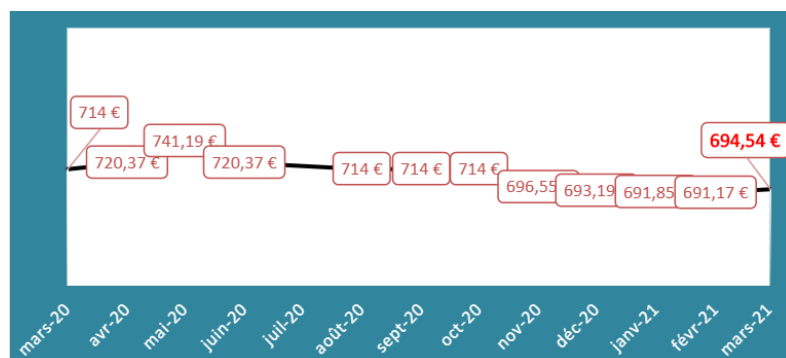 714 €
720,37 €
741,19 €
720,37 €
714 €
714 €
714 €
696,55
693,19
691,85
691,17 €
694,54 €
mars-20
avr-20
mai-20
juin-20
juil-20
août-20
sept-20
oct-20
nov-20
déc-20
janv-21
févr-21
mars-21